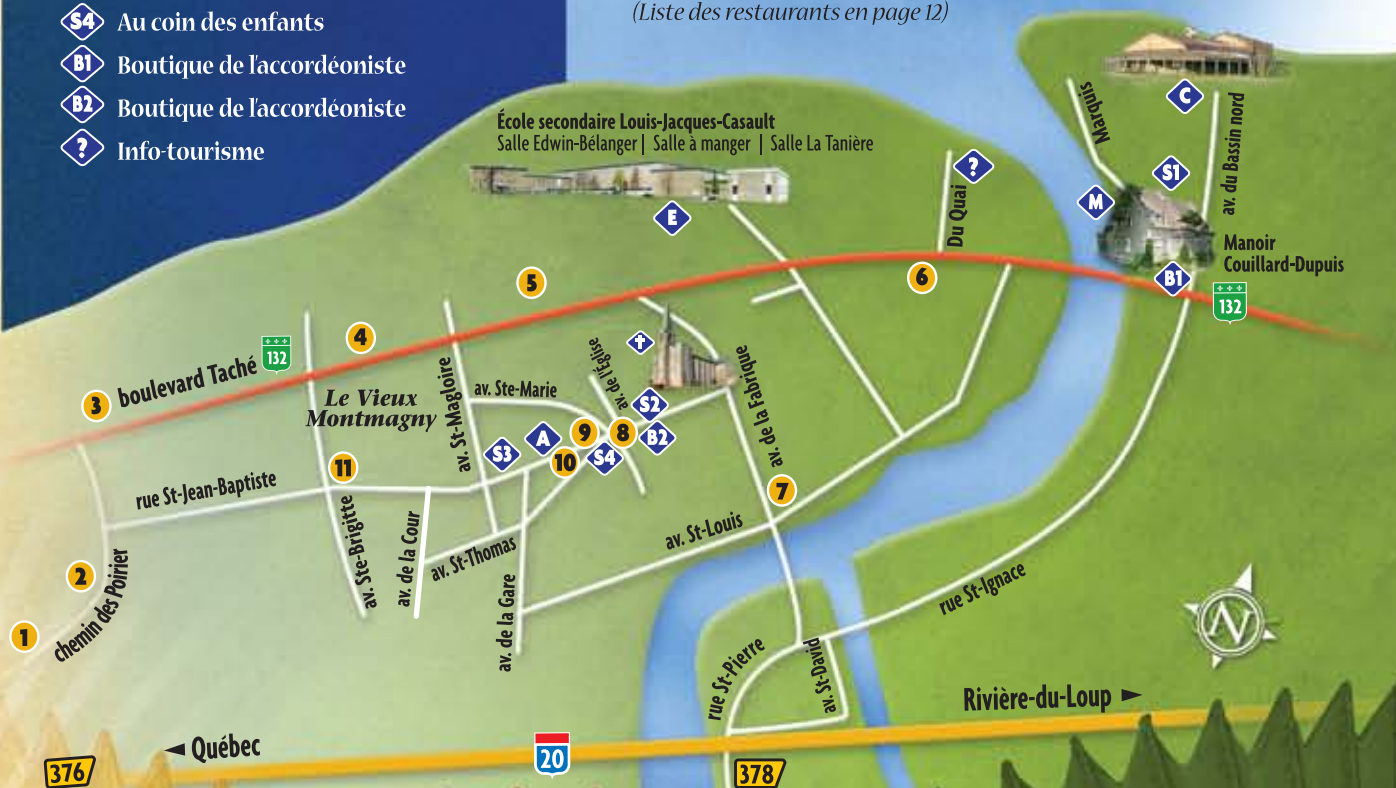 (Liste des restaurants en page 12)
S4 Au coin des enfants
B1 Boutique de l'accordéoniste
B2 Boutique de l'accordéoniste
? Info-tourisme
École secondaire Louis-Jacques-Casault
Salle Edwin-Bélanger | Salle à manger | Salle La Tanière
E
Du Quai
?
Marquis
C
S1
M
av. du Bassin nord
Manoir
Couillard-Dupuis
B1
132
6
5
4
132
boulevard Taché
3
Le Vieux
Montmagny
av. St-Magloire
av. Ste-Marie
av. de l'Église
S2
av. de la Fabrique
9
8
B2
A
S3
10
S4
11
rue St-Jean-Baptiste
7
av. Ste-Brigitte
av. de la Cour
av. St-Thomas
av. de la Gare
av. St-Louis
2
chemin des Poirier
1
rue St-Ignace
N
rue St-Pierre
av. St-David
Rivière-du-Loup
Québec
20
376
378